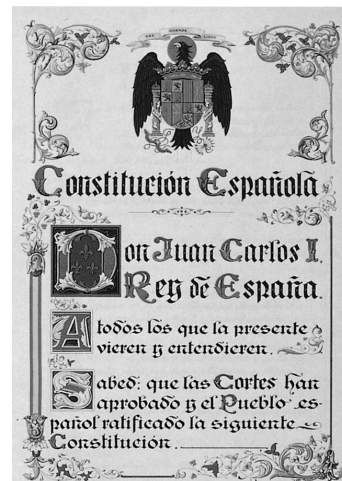 Constitución Española
Don Juan Carlos I.
Rey de España.
A todos los que la presente
vieren y entendieren.
Sabed: que las Cortes han
aprobado y el Pueblo es-
pañol ratificado la siguiente
Constitución.